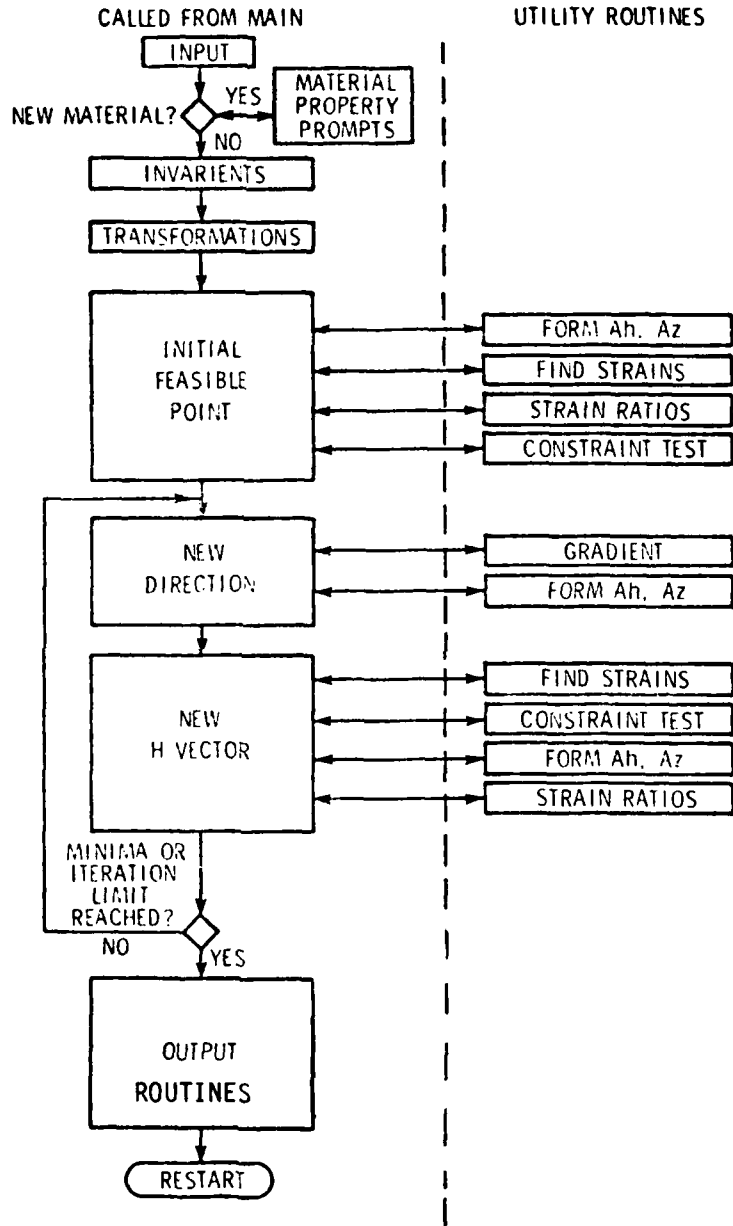 CALLED FROM MAIN
UTILITY ROUTINES
INPUT
NEW MATERIAL?
YES
MATERIAL
PROPERTY
PROMPTS
NO
INVARIENTS
TRANSFORMATIONS
INITIAL
FEASIBLE
POINT
FORM Ah, Az
FIND STRAINS
STRAIN RATIOS
CONSTRAINT TEST
NEW
DIRECTION
GRADIENT
FORM Ah, Az
NEW
H VECTOR
FIND STRAINS
CONSTRAINT TEST
FORM Ah, Az
STRAIN RATIOS
MINIMA OR
ITERATION
LIMIT
REACHED?
NO
YES
OUTPUT
ROUTINES
RESTART